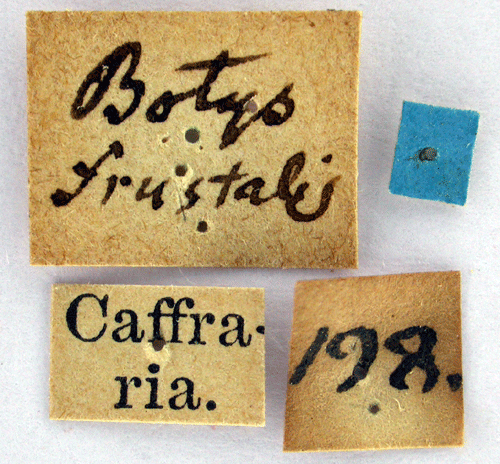 Botys
frustalis
Caffra-
ria.
198.